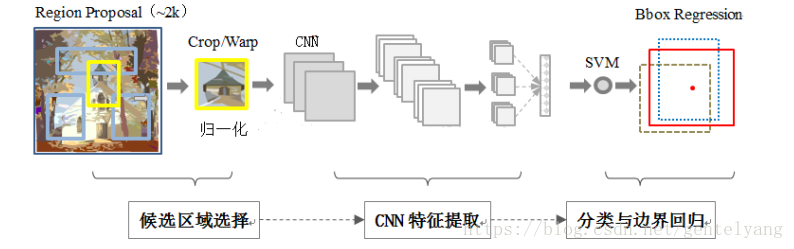 Region Proposal（~2k）
Bbox Regression
Crop/Warp
CNN
SVM
归一化
候选区域选择
CNN 特征提取
分类与边界回归
https://blog.csdn.net/gentelyang